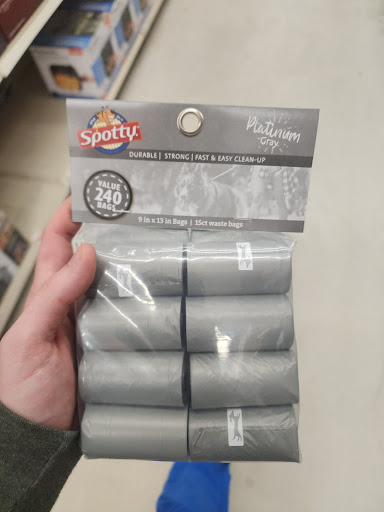 Spotty.
Platinum
Gray
DURABLE | STRONG | FAST & EASY CLEAN-UP
VALUE
240
BAGS
9 in x 13 in Bags | 15ct waste bags